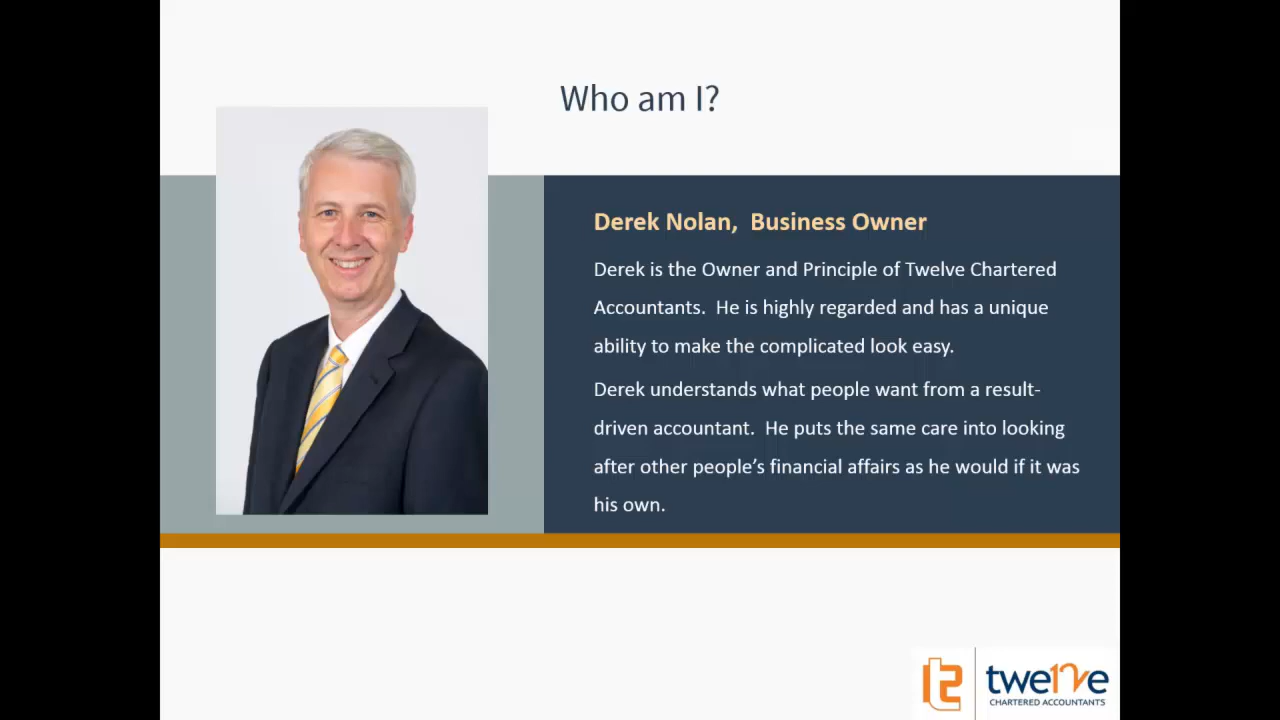 Who am I?
Derek Nolan,  Business Owner
Derek is the Owner and Principle of Twelve Chartered
Accountants.  He is highly regarded and has a unique
ability to make the complicated look easy.
Derek understands what people want from a result-
driven accountant.  He puts the same care into looking
after other people’s financial affairs as he would if it was
his own.
twe12ve
CHARTERED ACCOUNTANTS